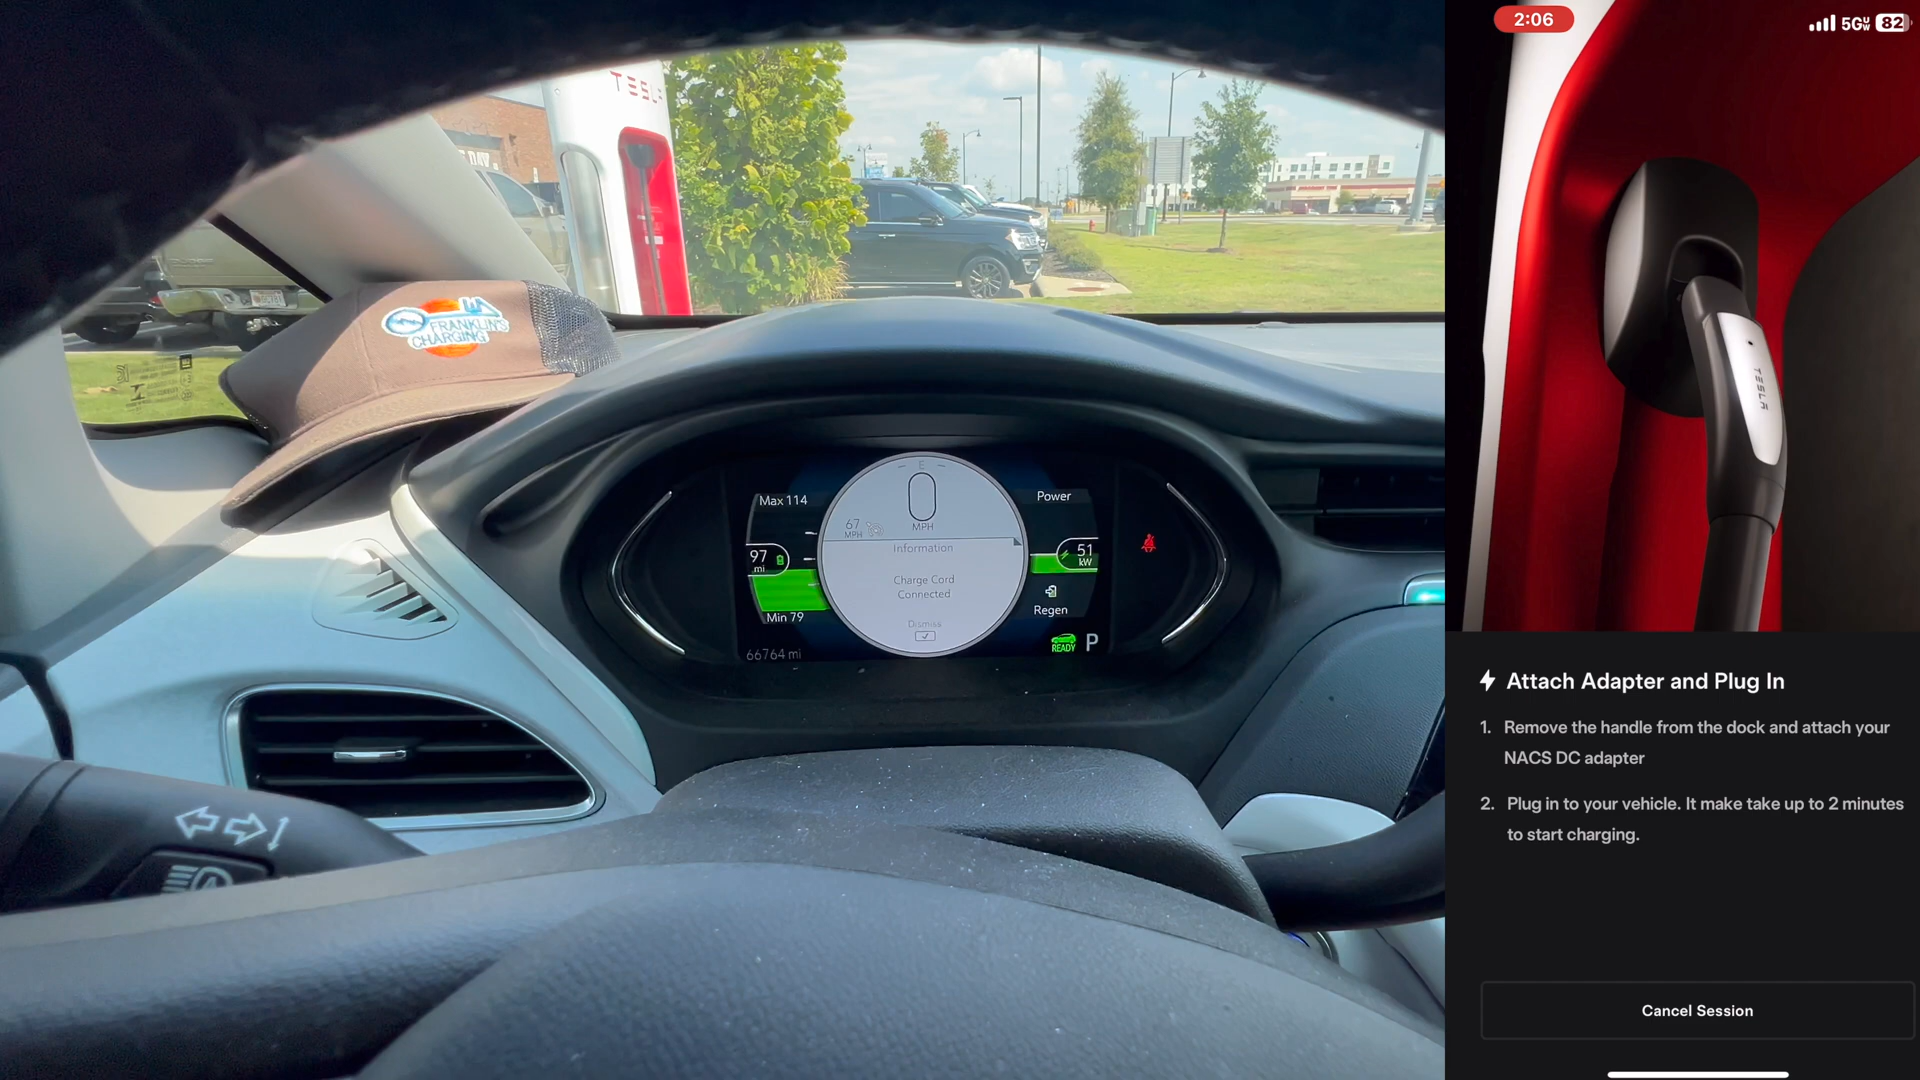 TESL
FRANKLIN'S
CHARGING
E
0
MPH
67
MPH
Max 114
97
mi
Min 79
66764 mi
Information
Charge Cord
Connected
Dismiss
Power
51
kW
Regen
READY
P
2:06
5G
82
TESLA
Attach Adapter and Plug In
1. Remove the handle from the dock and attach your
NACS DC adapter
2. Plug in to your vehicle. It make take up to 2 minutes
to start charging.
Cancel Session